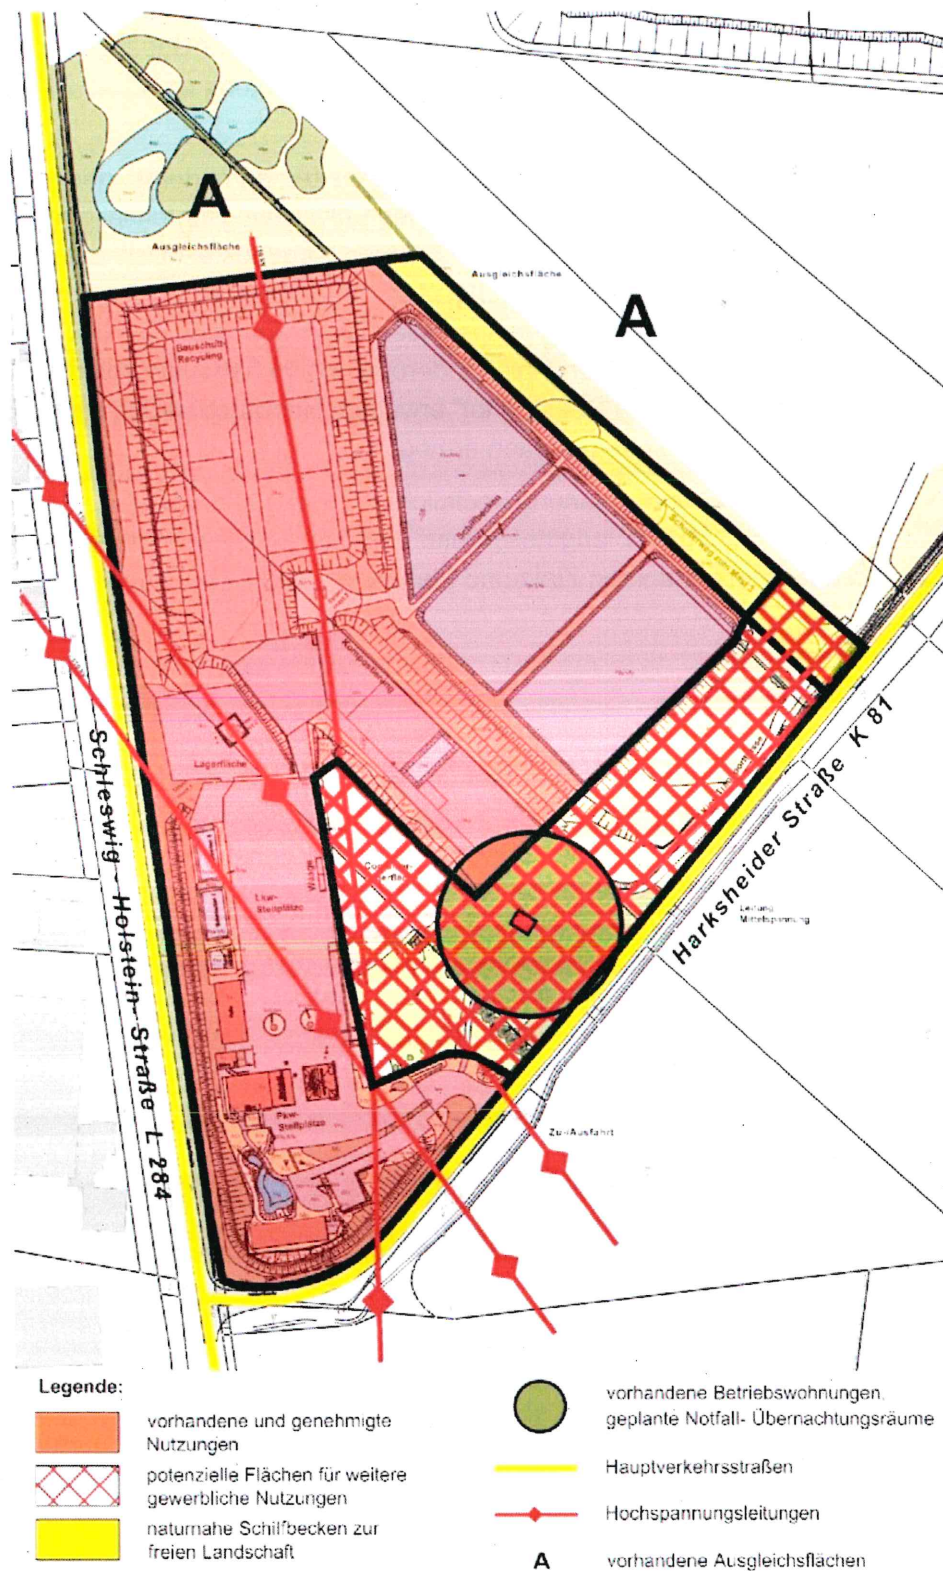 A
Ausgleichsfläche
Ausgleichsfläche
A
Bauschutt-
Recycling
Schilfbecken
Kompostierung
Lagerfläche
Waage
Lkw-
Stellplätze
Pkw-
Stellplätze
Schleswig - Holstein- Straße L 284
Harksheider Straße K 81
Leitung
Mittelspannung
Zu-/Ausfahrt
Legende:
vorhandene und genehmigte
Nutzungen
potenzielle Flächen für weitere
gewerbliche Nutzungen
naturnahe Schilfbecken zur
freien Landschaft
vorhandene Betriebswohnungen,
geplante Notfall- Übernachtungsräume
Hauptverkehrsstraßen
Hochspannungsleitungen
A vorhandene Ausgleichsflächen